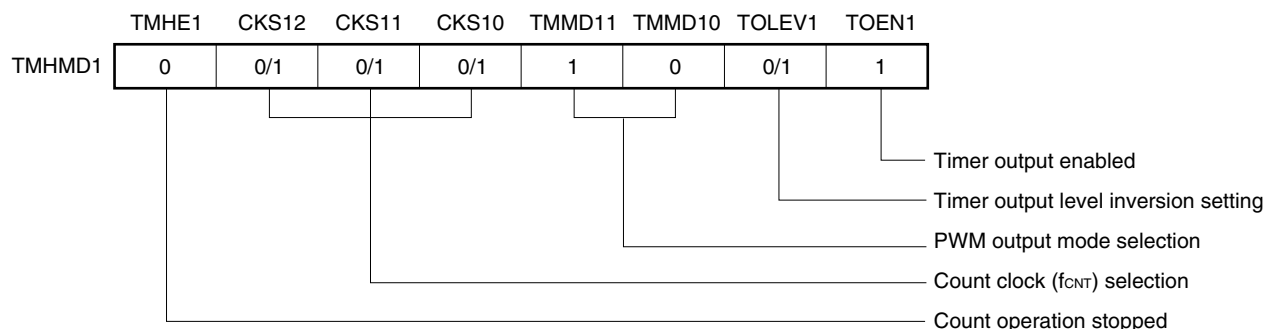 TMHE1 CKS12 CKS11 CKS10 TMMD11 TMMD10 TOLEV1 TOEN1
TMHMD1 0 0/1 0/1 0/1 1 0 0/1 1
Timer output enabled
Timer output level inversion setting
PWM output mode selection
Count clock (fCNT) selection
Count operation stopped